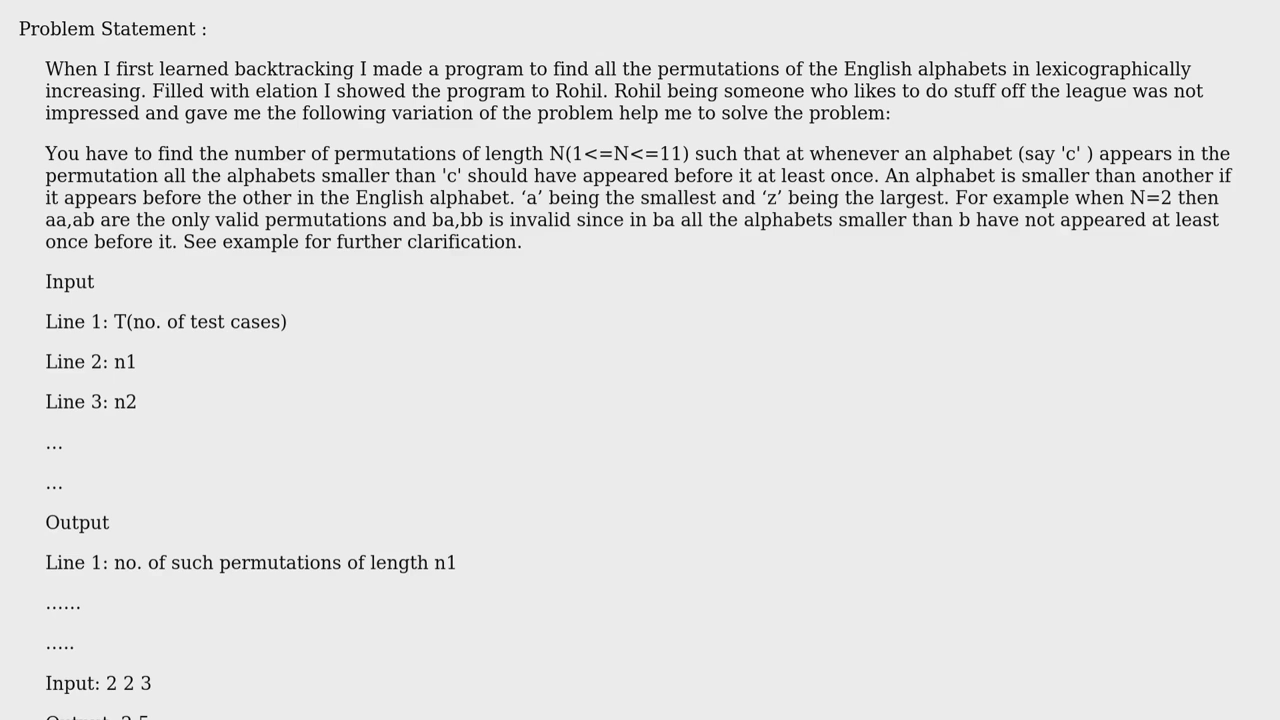 Problem Statement :
When I first learned backtracking I made a program to find all the permutations of the English alphabets in lexicographically
increasing. Filled with elation I showed the program to Rohil. Rohil being someone who likes to do stuff off the league was not
impressed and gave me the following variation of the problem help me to solve the problem:
You have to find the number of permutations of length N(1<=N<=11) such that at whenever an alphabet (say 'c' ) appears in the
permutation all the alphabets smaller than 'c' should have appeared before it at least once. An alphabet is smaller than another if
it appears before the other in the English alphabet. ‘a’ being the smallest and ‘z’ being the largest. For example when N=2 then
aa,ab are the only valid permutations and ba,bb is invalid since in ba all the alphabets smaller than b have not appeared at least
once before it. See example for further clarification.
Input
Line 1: T(no. of test cases)
Line 2: n1
Line 3: n2
…
…
Output
Line 1: no. of such permutations of length n1
……
…..
Input: 2 2 3
Output: 2 5